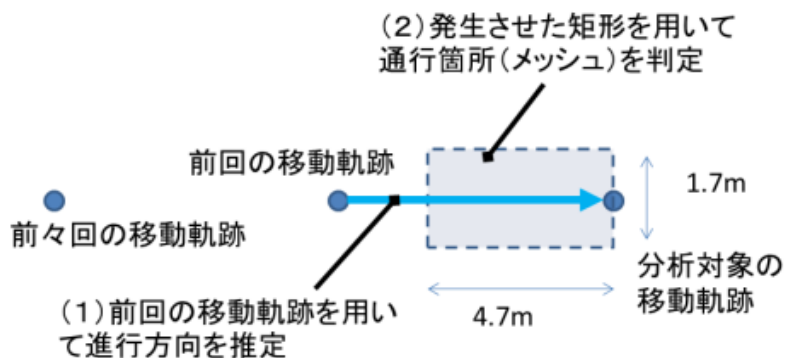 (2)発生させた矩形を用いて
通行箇所(メッシュ)を判定
前回の移動軌跡
1.7m
前々回の移動軌跡
分析対象の
移動軌跡
4.7m
(1)前回の移動軌跡を用い
て進行方向を推定